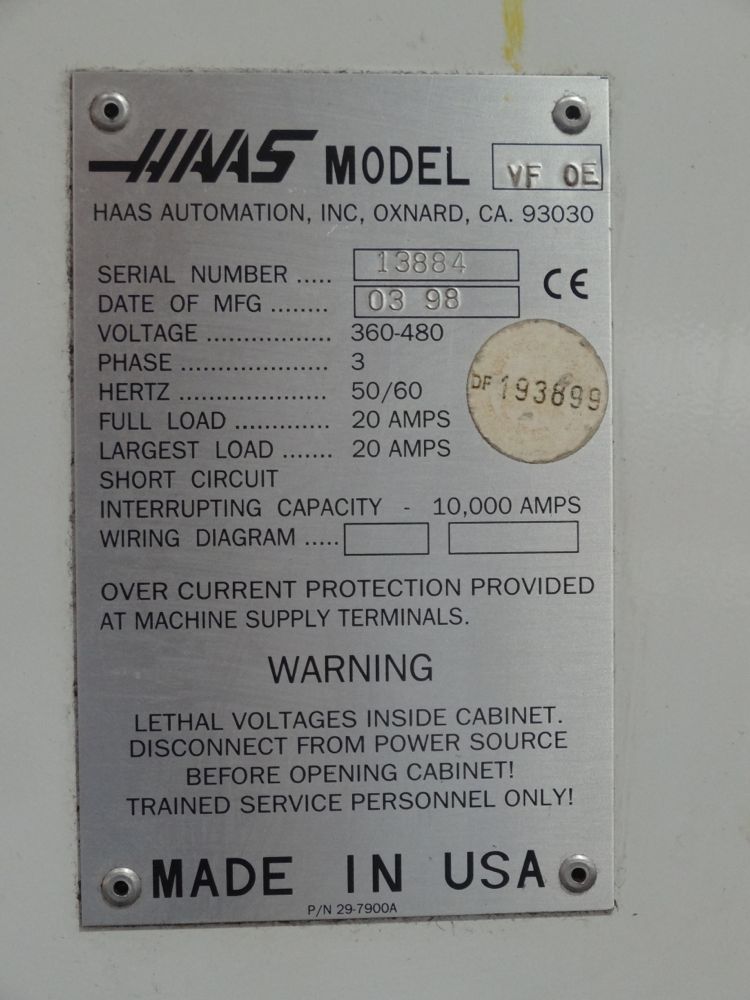 HAAS MODEL VF OE
HAAS AUTOMATION, INC, OXNARD, CA. 93030
SERIAL NUMBER ..... 13884
DATE OF MFG ........ 03 98
VOLTAGE ................. 360-480
PHASE .................... 3
HERTZ .................... 50/60
FULL LOAD ............. 20 AMPS
LARGEST LOAD ....... 20 AMPS
SHORT CIRCUIT
INTERRUPTING CAPACITY - 10,000 AMPS
WIRING DIAGRAM .....
DF 193899
OVER CURRENT PROTECTION PROVIDED
AT MACHINE SUPPLY TERMINALS.
WARNING
LETHAL VOLTAGES INSIDE CABINET.
DISCONNECT FROM POWER SOURCE
BEFORE OPENING CABINET!
TRAINED SERVICE PERSONNEL ONLY!
MADE IN USA
P/N 29-7900A
CE